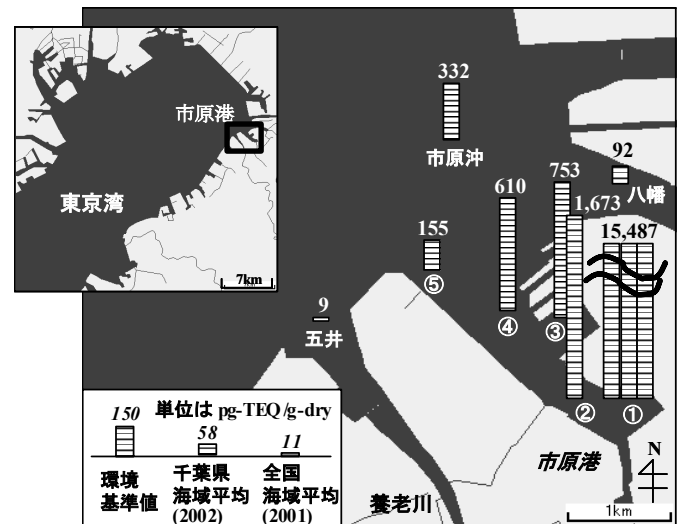 市原港
東京湾
7km
332
市原沖
92
八幡
753
610
1,673
155
15,487
⑤
④
③
9
五井
②
①
150
単位は pg-TEQ/g-dry
58
11
環境
基準値
千葉県
海域平均
(2002)
全国
海域平均
(2001)
養老川
市原港
N
1km